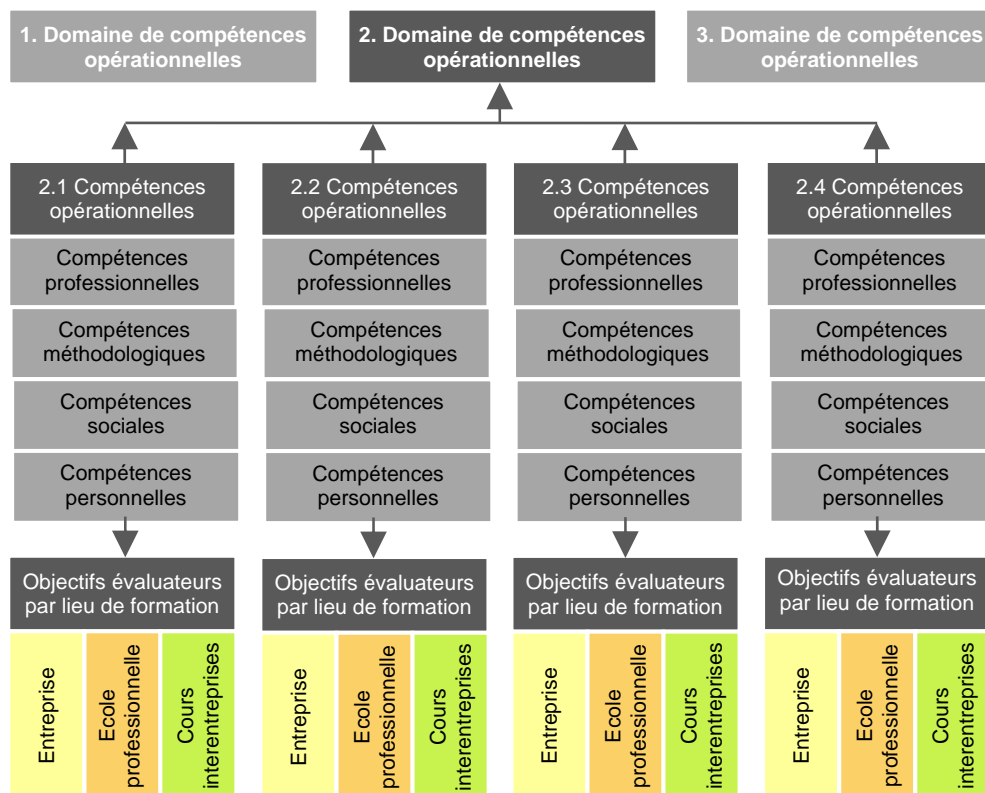 1. Domaine de compétences
opérationnelles
2. Domaine de compétences
opérationnelles
3. Domaine de compétences
opérationnelles
2.1 Compétences
opérationnelles
2.2 Compétences
opérationnelles
2.3 Compétences
opérationnelles
2.4 Compétences
opérationnelles
Compétences
professionnelles
Compétences
professionnelles
Compétences
professionnelles
Compétences
professionnelles
Compétences
méthodologiques
Compétences
méthodologiques
Compétences
méthodologiques
Compétences
méthodologiques
Compétences
sociales
Compétences
sociales
Compétences
sociales
Compétences
sociales
Compétences
personnelles
Compétences
personnelles
Compétences
personnelles
Compétences
personnelles
Objectifs évaluateurs
par lieu de formation
Objectifs évaluateurs
par lieu de formation
Objectifs évaluateurs
par lieu de formation
Objectifs évaluateurs
par lieu de formation
Entreprise
Ecole
professionnelle
Cours
interentreprises
Entreprise
Ecole
professionnelle
Cours
interentreprises
Entreprise
Ecole
professionnelle
Cours
interentreprises
Entreprise
Ecole
professionnelle
Cours
interentreprises